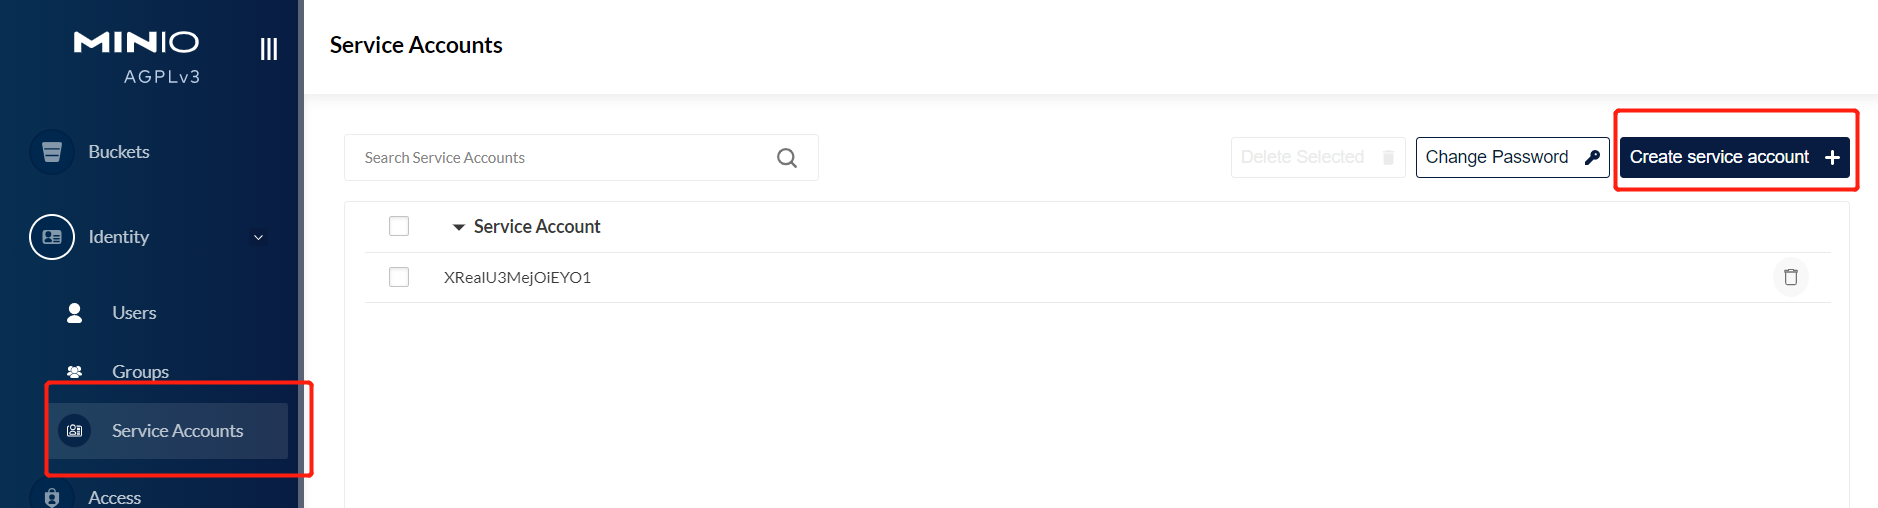 MINIO
AGPLv3
Buckets
Identity
Users
Groups
Service Accounts
Access
Service Accounts
Search Service Accounts
Delete Selected
Change Password
Create service account
Service Account
XRealU3MejOiEYO1